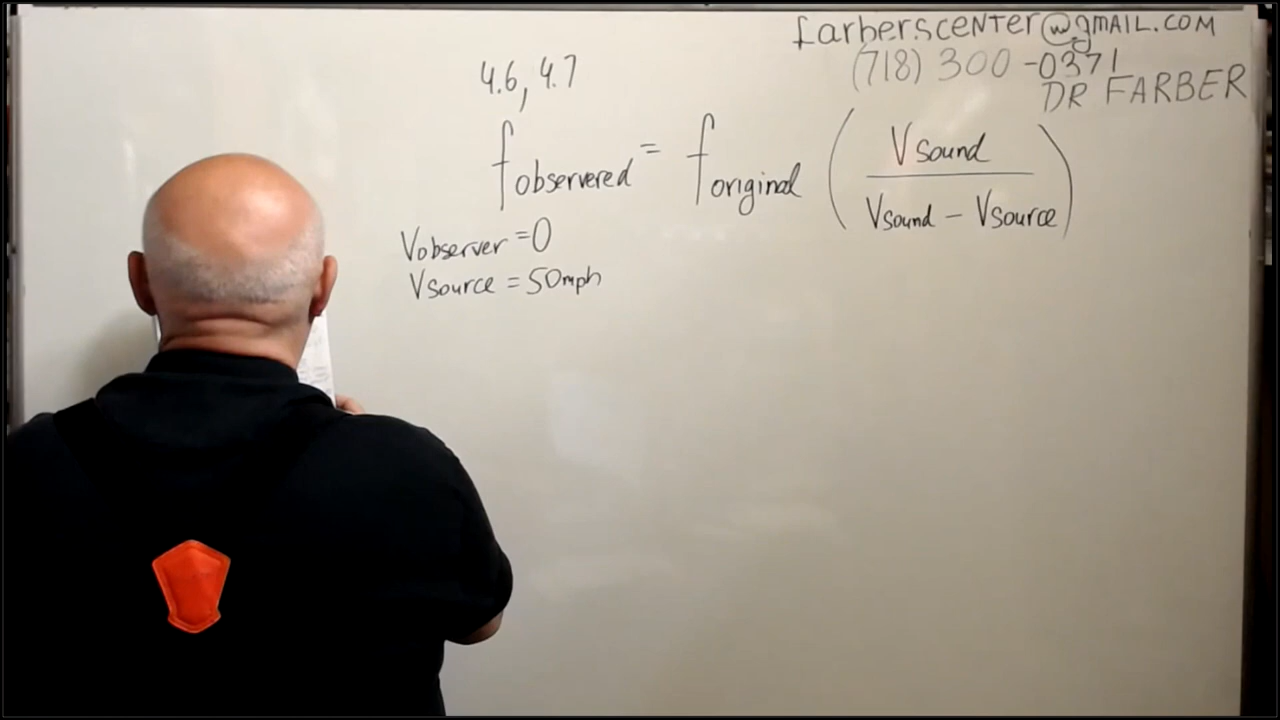 farberscenter@gmail.com
(718) 300-0371
DR FARBER
4.6, 4.7
f observered = f original ( Vsound / Vsound - Vsource )
Vobserver = 0
Vsource = 50mph